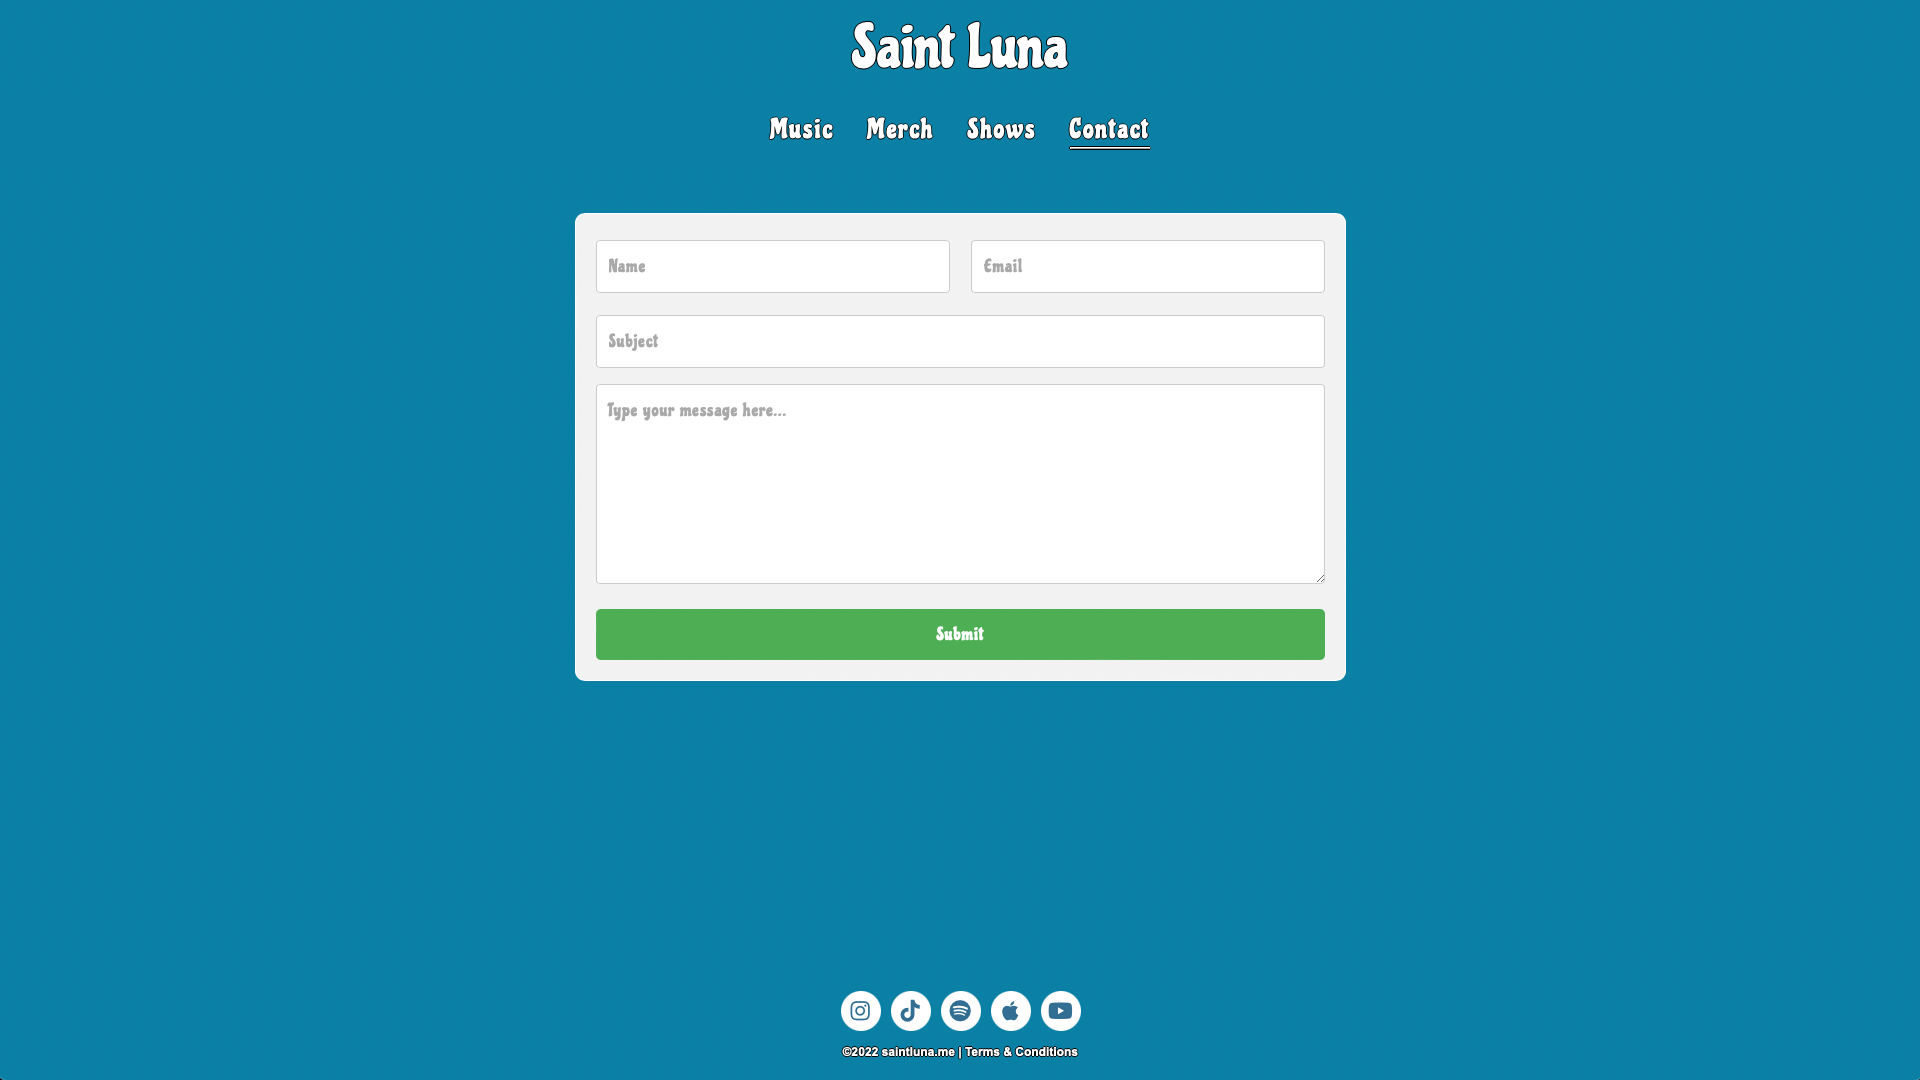 Saint Luna
Music Merch Shows Contact
Name Email
Subject
Type your message here...
Submit
©2022 saintluna.me | Terms & Conditions